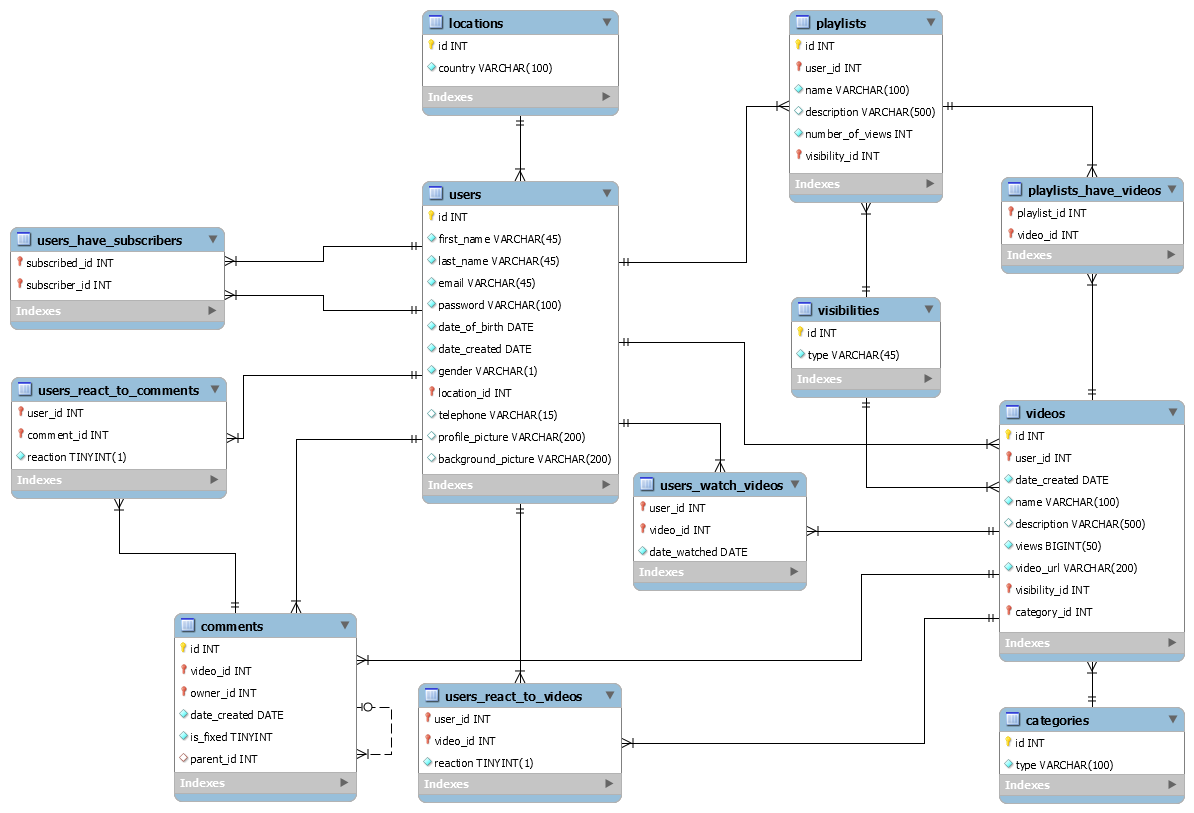 locations
id INT
country VARCHAR(100)
Indexes
playlists
id INT
user_id INT
name VARCHAR(100)
description VARCHAR(500)
number_of_views INT
visibility_id INT
Indexes
users
id INT
first_name VARCHAR(45)
last_name VARCHAR(45)
email VARCHAR(45)
password VARCHAR(100)
date_of_birth DATE
date_created DATE
gender VARCHAR(1)
location_id INT
telephone VARCHAR(15)
profile_picture VARCHAR(200)
background_picture VARCHAR(200)
Indexes
playlists_have_videos
playlist_id INT
video_id INT
Indexes
users_have_subscribers
subscribed_id INT
subscriber_id INT
Indexes
visibilities
id INT
type VARCHAR(45)
Indexes
users_react_to_comments
user_id INT
comment_id INT
reaction TINYINT(1)
Indexes
videos
id INT
user_id INT
date_created DATE
name VARCHAR(100)
description VARCHAR(500)
views BIGINT(50)
video_url VARCHAR(200)
visibility_id INT
category_id INT
Indexes
users_watch_videos
user_id INT
video_id INT
date_watched DATE
Indexes
comments
id INT
video_id INT
owner_id INT
date_created DATE
is_fixed TINYINT
parent_id INT
Indexes
users_react_to_videos
user_id INT
video_id INT
reaction TINYINT(1)
Indexes
categories
id INT
type VARCHAR(100)
Indexes